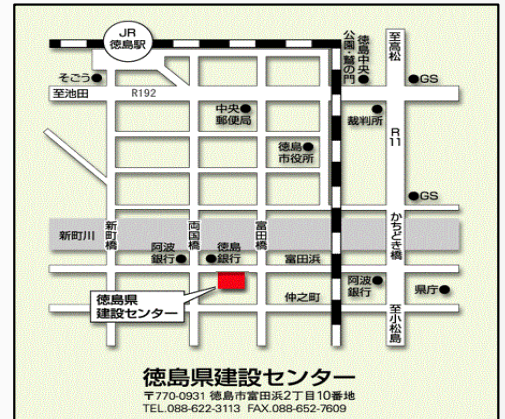 JR
徳島駅
そごう
至池田
R192
中央
郵便局
徳島
市役所
公園・鷲の門
徳島中央
至高松
GS
裁判所
R11
GS
新町川
新町橋
両国橋
富田橋
かちどき橋
阿波
銀行
徳島
銀行
富田浜
徳島県
建設センター
仲之町
阿波
銀行
県庁
至小松島
徳島県建設センター
〒770-0931 徳島市富田浜2丁目10番地
TEL.088-622-3113 FAX.088-652-7609